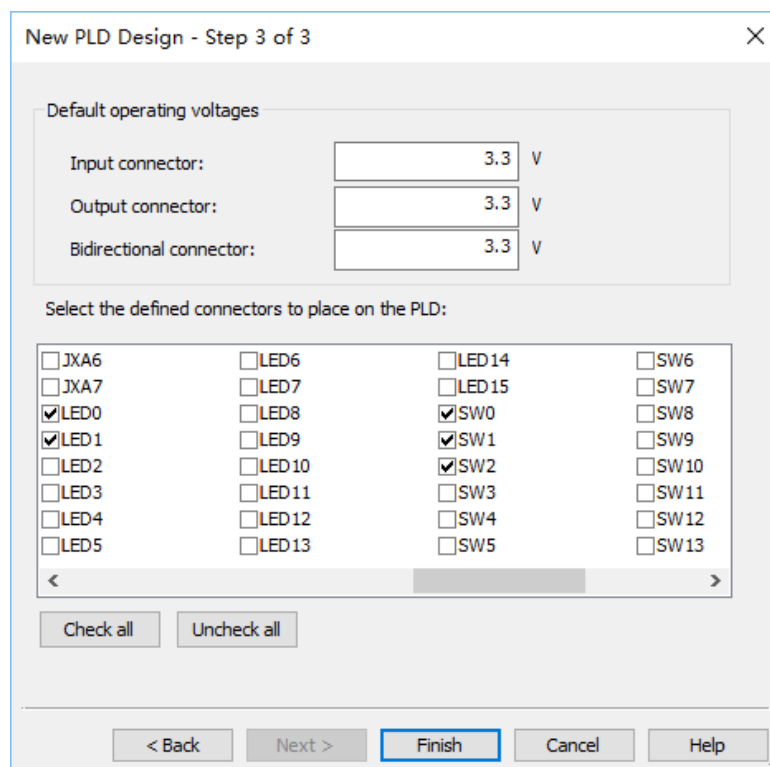 New PLD Design - Step 3 of 3
Default operating voltages
Input connector: 3.3 V
Output connector: 3.3 V
Bidirectional connector: 3.3 V
Select the defined connectors to place on the PLD:
JXA6 LED6 LED14 SW6
JXA7 LED7 LED15 SW7
LED0 LED8 SW0 SW8
LED1 LED9 SW1 SW9
LED2 LED10 SW2 SW10
LED3 LED11 SW3 SW11
LED4 LED12 SW4 SW12
LED5 LED13 SW5 SW13
Check all Uncheck all
< Back Next > Finish Cancel Help